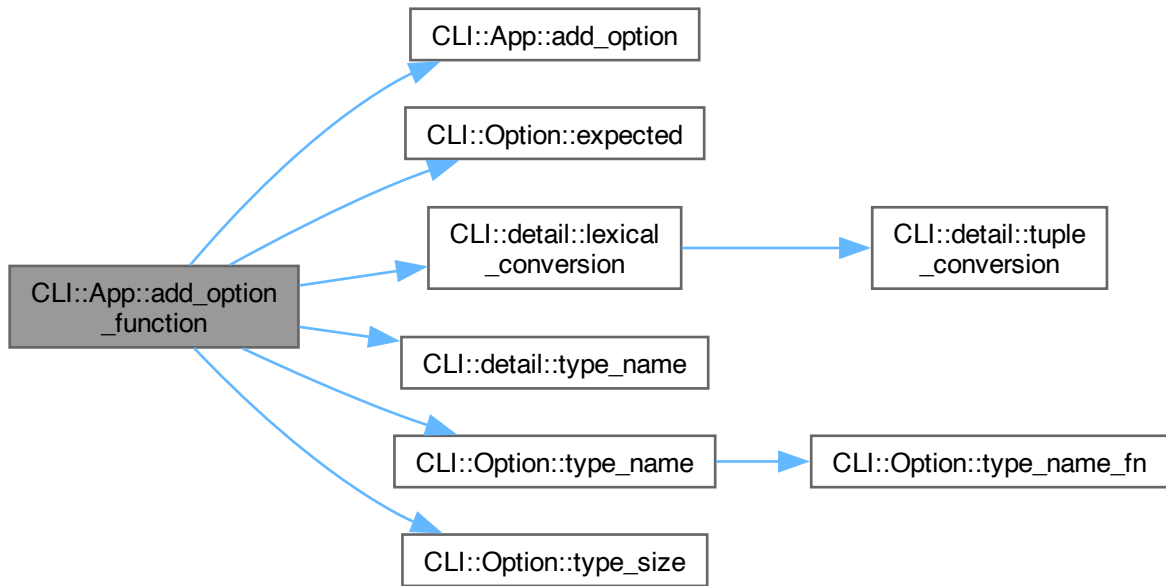 CLI::App::add_option
CLI::Option::expected
CLI::detail::lexical
_conversion
CLI::detail::tuple
_conversion
CLI::App::add_option
_function
CLI::detail::type_name
CLI::Option::type_name
CLI::Option::type_name_fn
CLI::Option::type_size